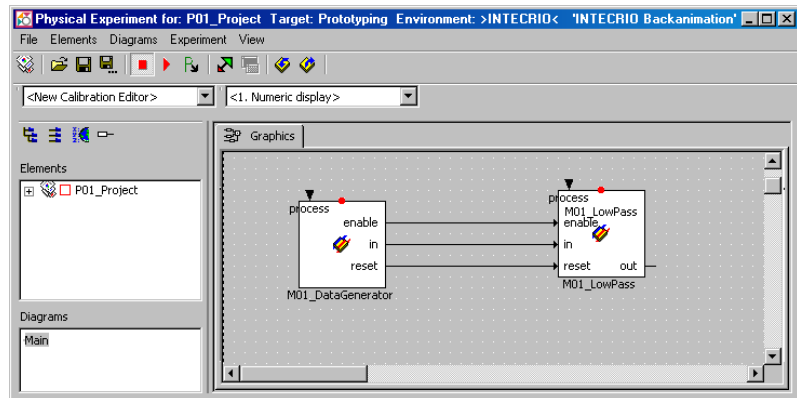 Physical Experiment for: P01_Project Target: Prototyping Environment: >INTECRIO< 'INTECRIO Backanimation'
File Elements Diagrams Experiment View
<New Calibration Editor> <1. Numeric display>
Graphics
Elements
P01_Project
Diagrams
Main
process
enable
in
reset
M01_DataGenerator
process
M01_LowPass
enable
in
reset out
M01_LowPass